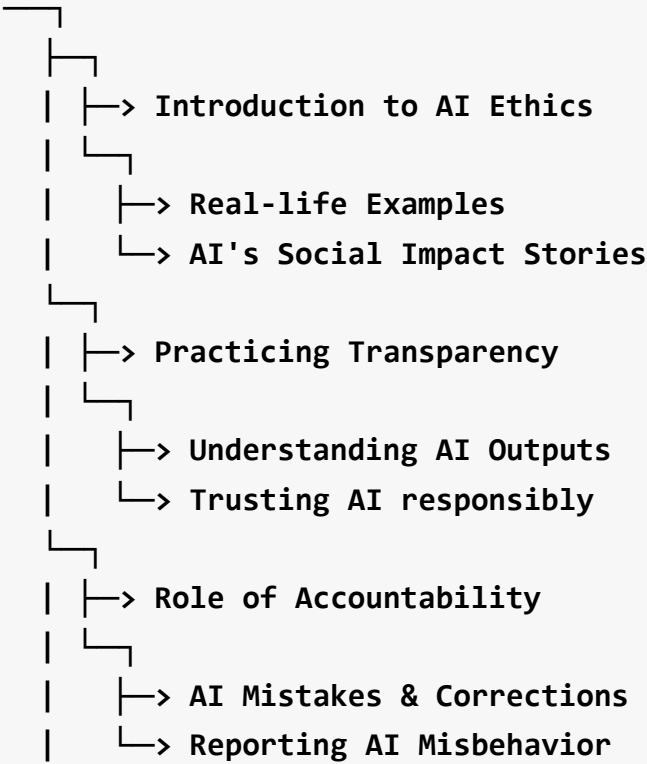 Introduction to AI Ethics
Real-life Examples
AI's Social Impact Stories
Practicing Transparency
Understanding AI Outputs
Trusting AI responsibly
Role of Accountability
AI Mistakes & Corrections
Reporting AI Misbehavior